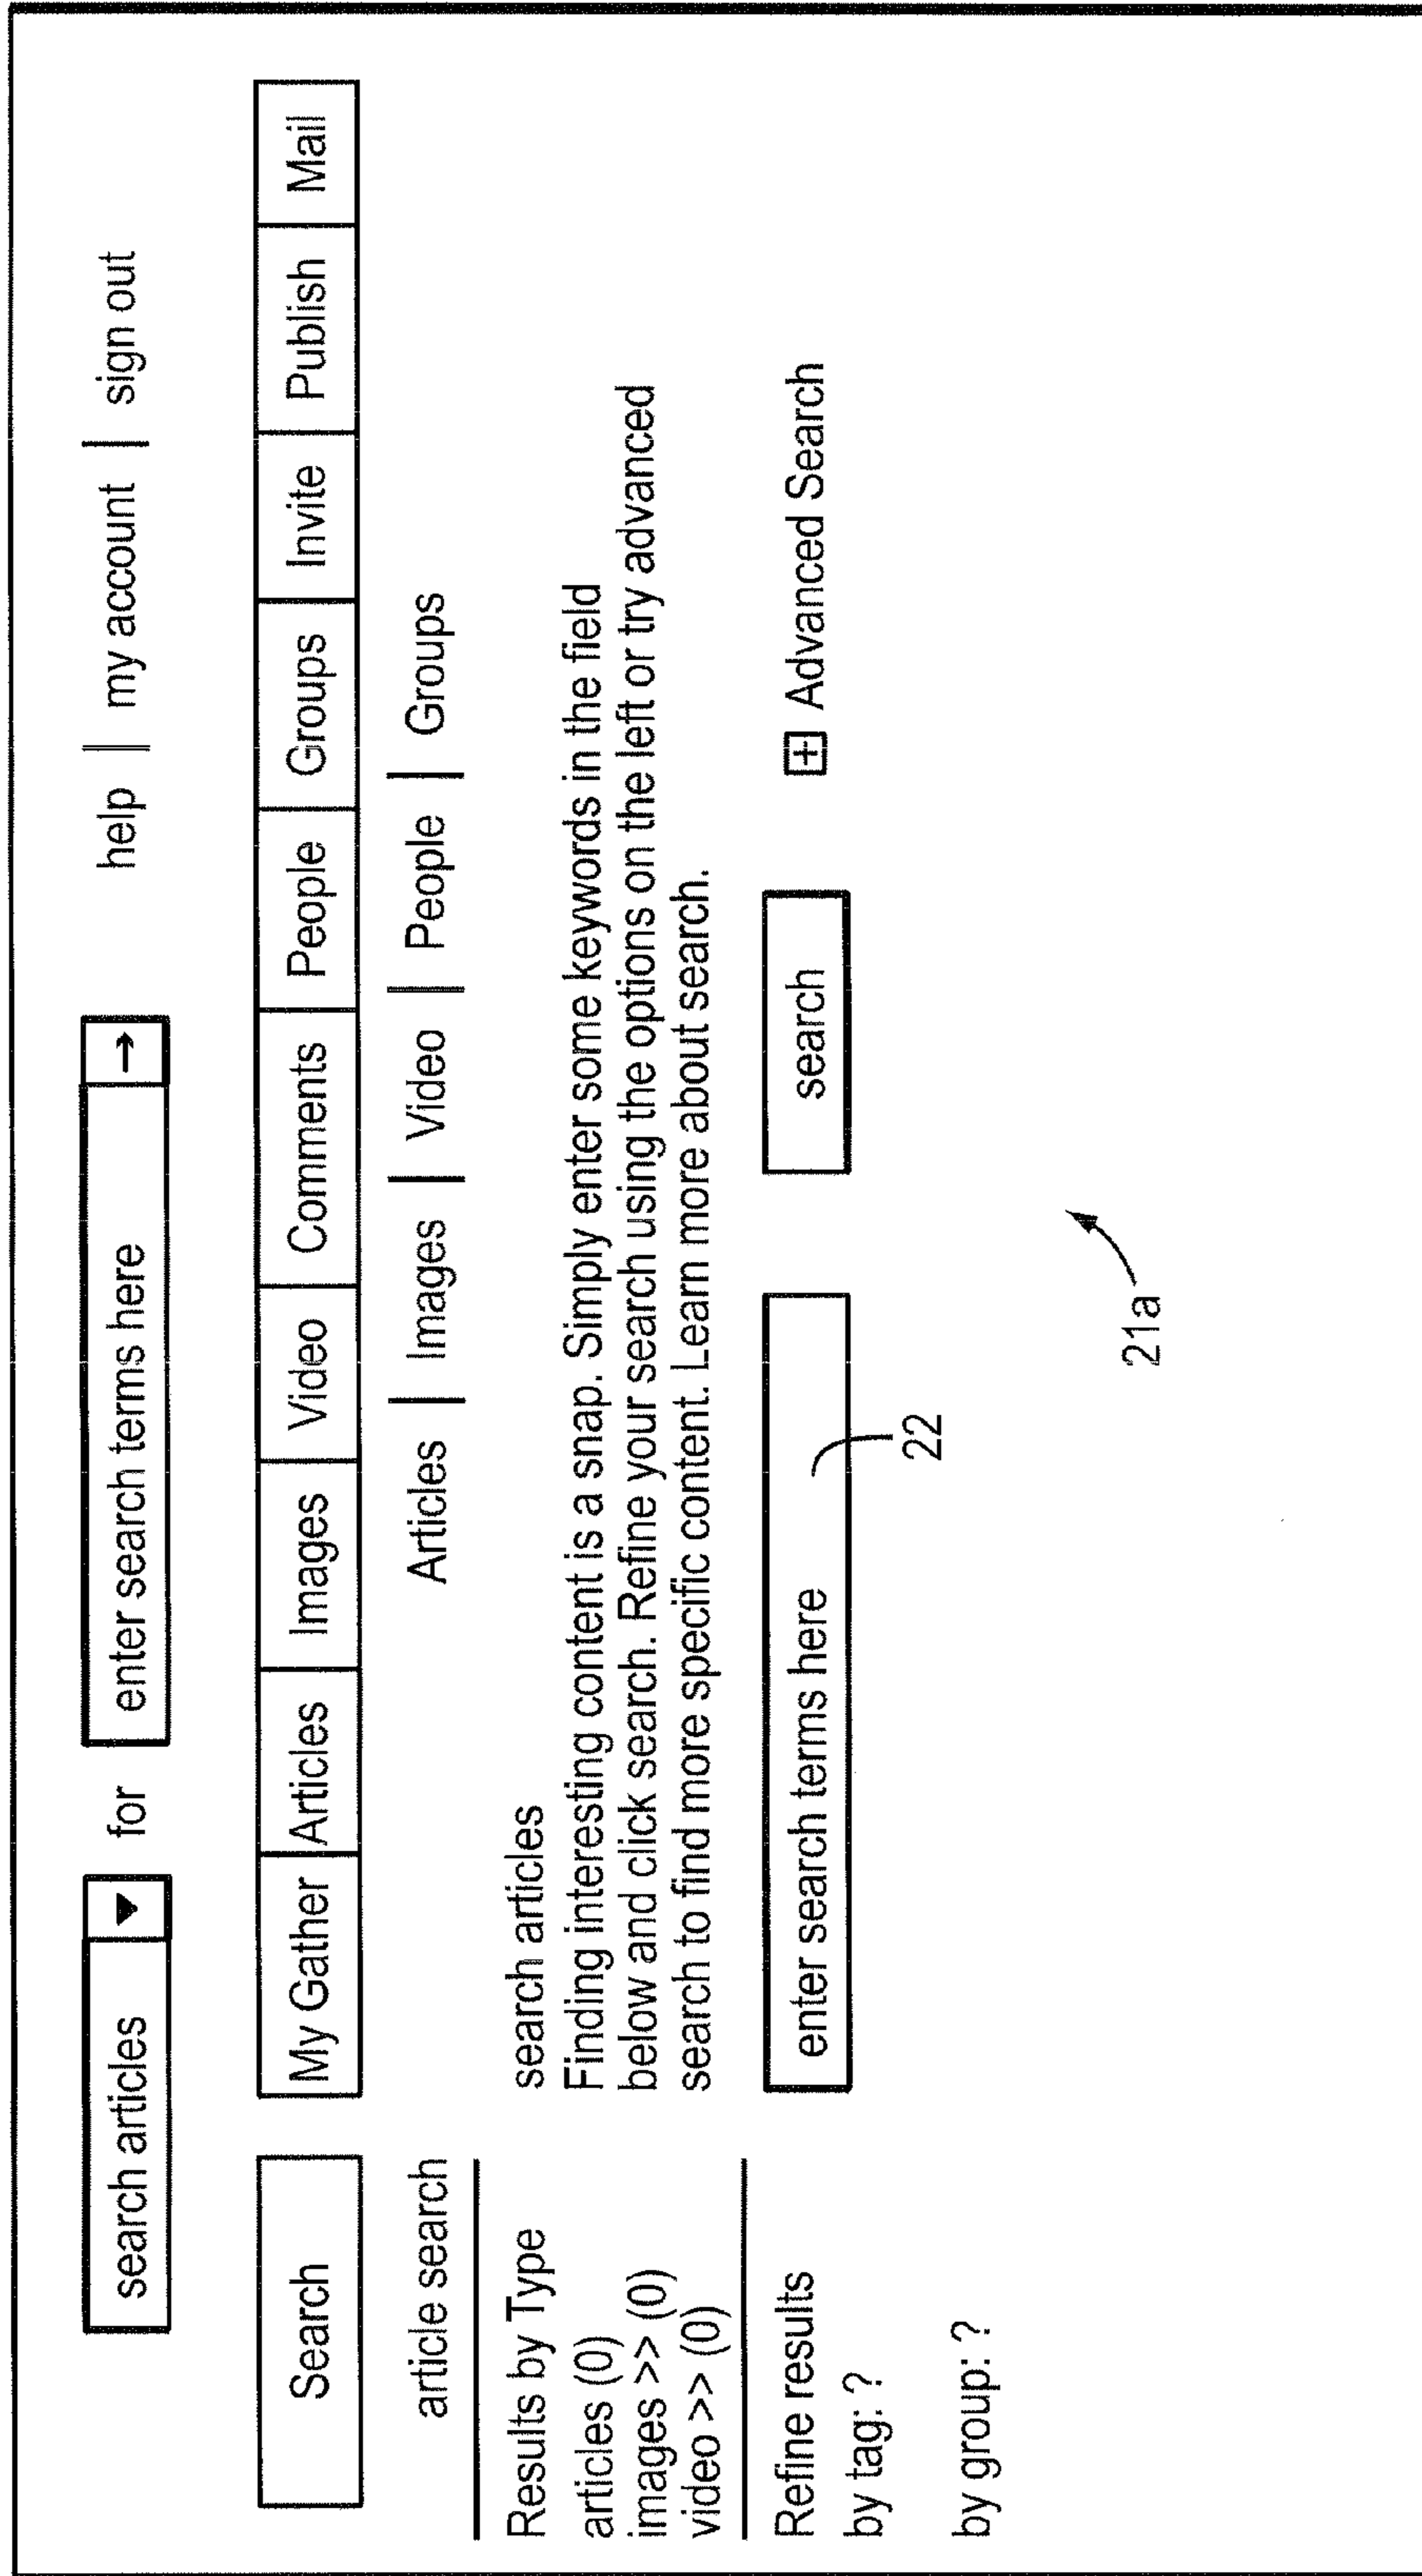 search articles ▼ for enter search terms here → help | my account | sign out
Search My Gather Articles Images Video Comments People Groups Invite Publish Mail
article search Articles | Images | Video | People | Groups
Results by Type
articles (0)
images >> (0)
video >> (0)
Refine results
by tag: ?
by group: ?
search articles
Finding interesting content is a snap. Simply enter some keywords in the field
below and click search. Refine your search using the options on the left or try advanced
search to find more specific content. Learn more about search.
enter search terms here search ⊞ Advanced Search
22
21a